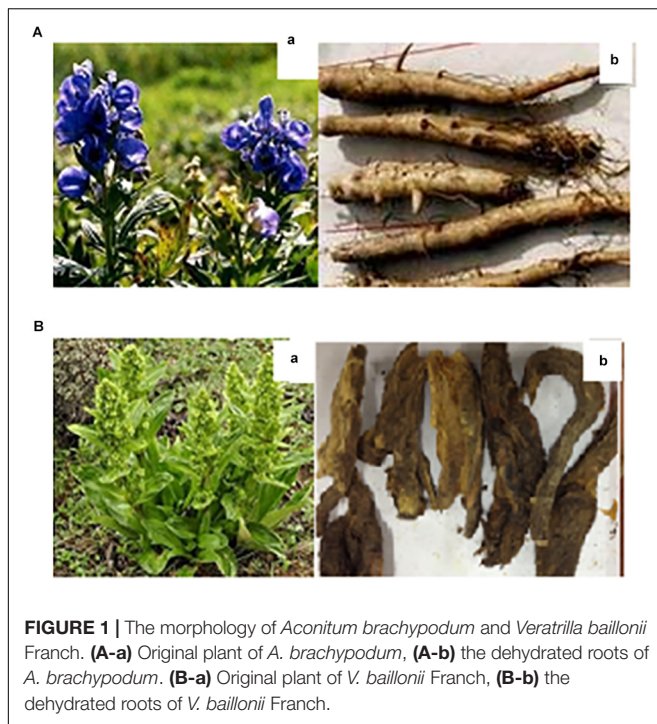 A
a
b
B
a
b
FIGURE 1 | The morphology of Aconitum brachypodum and Veratrilla baillonii
Franch. (A-a) Original plant of A. brachypodum, (A-b) the dehydrated roots of
A. brachypodum. (B-a) Original plant of V. baillonii Franch, (B-b) the
dehydrated roots of V. baillonii Franch.